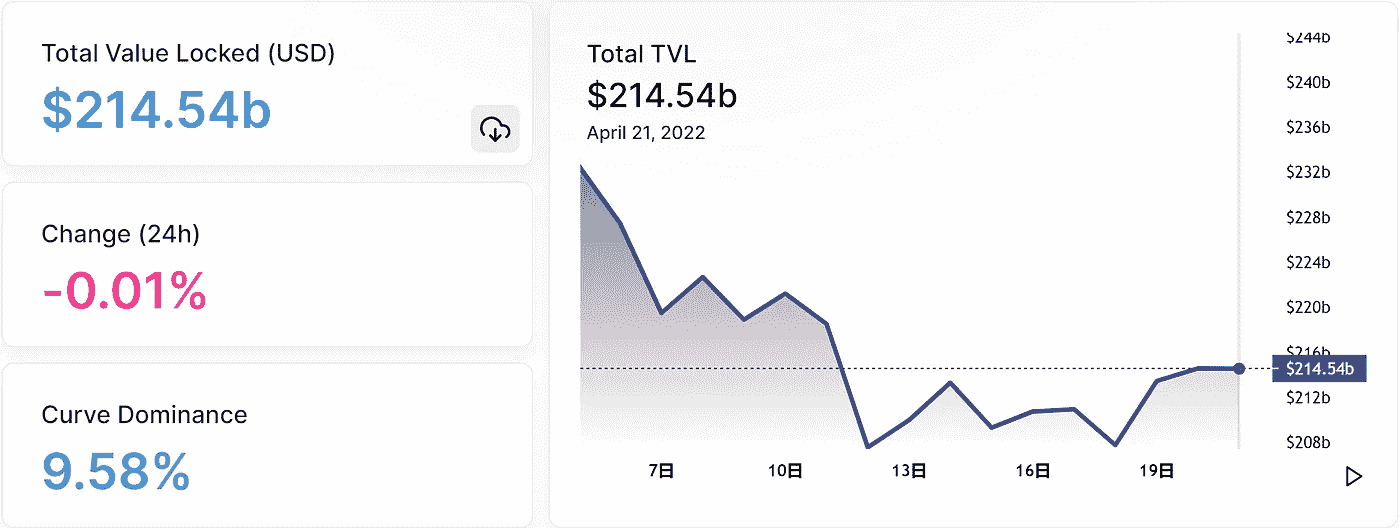 Total Value Locked (USD)
$214.54b
Change (24h)
-0.01%
Curve Dominance
9.58%
Total TVL
$214.54b
April 21, 2022
$244b
$240b
$236b
$232b
$228b
$224b
$220b
$216b
$214.54b
$212b
$208b
7日 10日 13日 16日 19日